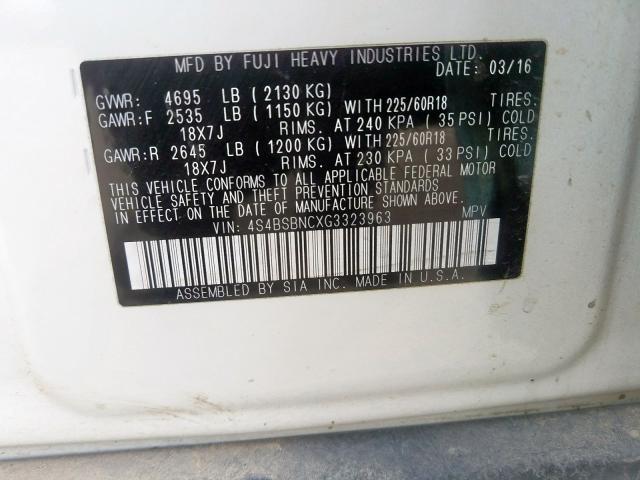 MFD BY FUJI HEAVY INDUSTRIES LTD.
DATE: 03/16
GVWR: 4695 LB ( 2130 KG)
GAWR: F 2535 LB ( 1150 KG) WITH 225/60R18 TIRES.
18X7J RIMS. AT 240 KPA ( 35 PSI) COLD
GAWR: R 2645 LB ( 1200 KG) WITH 225/60R18 TIRES.
18X7J RIMS. AT 230 KPA ( 33 PSI) COLD
THIS VEHICLE CONFORMS TO ALL APPLICABLE FEDERAL MOTOR
VEHICLE SAFETY AND THEFT PREVENTION STANDARDS
IN EFFECT ON THE DATE OF MANUFACTURE SHOWN ABOVE.
VIN: 4S4BSBNCXG3323963 MPV
ASSEMBLED BY SIA INC. MADE IN U.S.A.